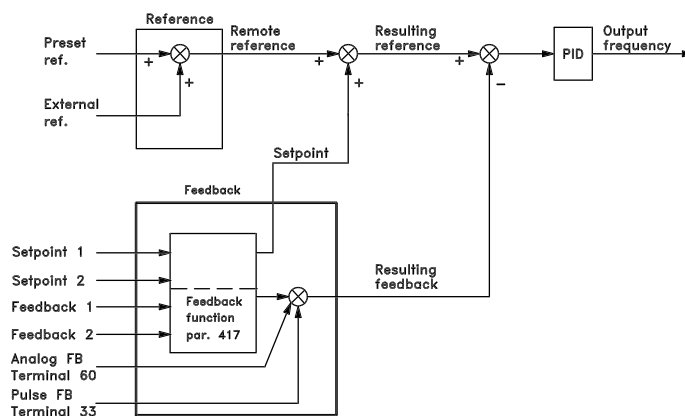 Reference
Preset
ref.
+
+
External
ref.
Remote
reference
+
+
Resulting
reference
+
−
PID
Output
frequency
Setpoint
Feedback
Setpoint 1
Setpoint 2
Feedback 1
Feedback 2
Feedback
function
par. 417
Analog FB
Terminal 60
Pulse FB
Terminal 33
Resulting
feedback